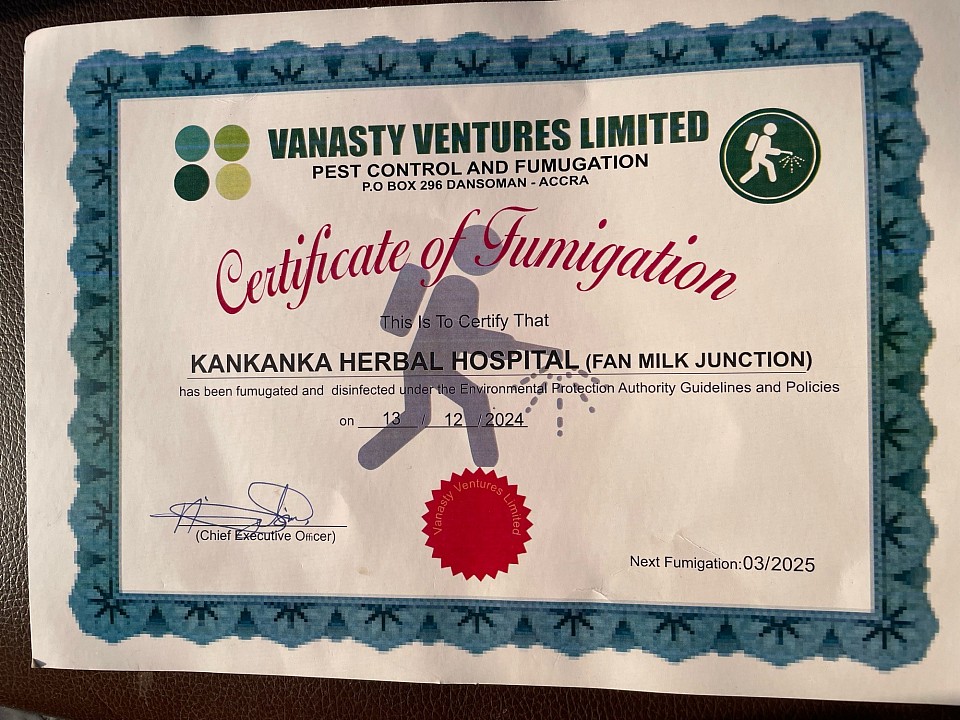 VANASTY VENTURES LIMITED
PEST CONTROL AND FUMUGATION
P.O BOX 296 DANSOMAN - ACCRA
Certificate of Fumigation
This Is To Certify That
KANKANKA HERBAL HOSPITAL (FAN MILK JUNCTION)
has been fumugated and disinfected under the Environmental Protection Authority Guidelines and Policies
on 13 / 12 / 2024
Vanasty Ventures Limited
(Chief Executive Officer)
Next Fumigation:03/2025